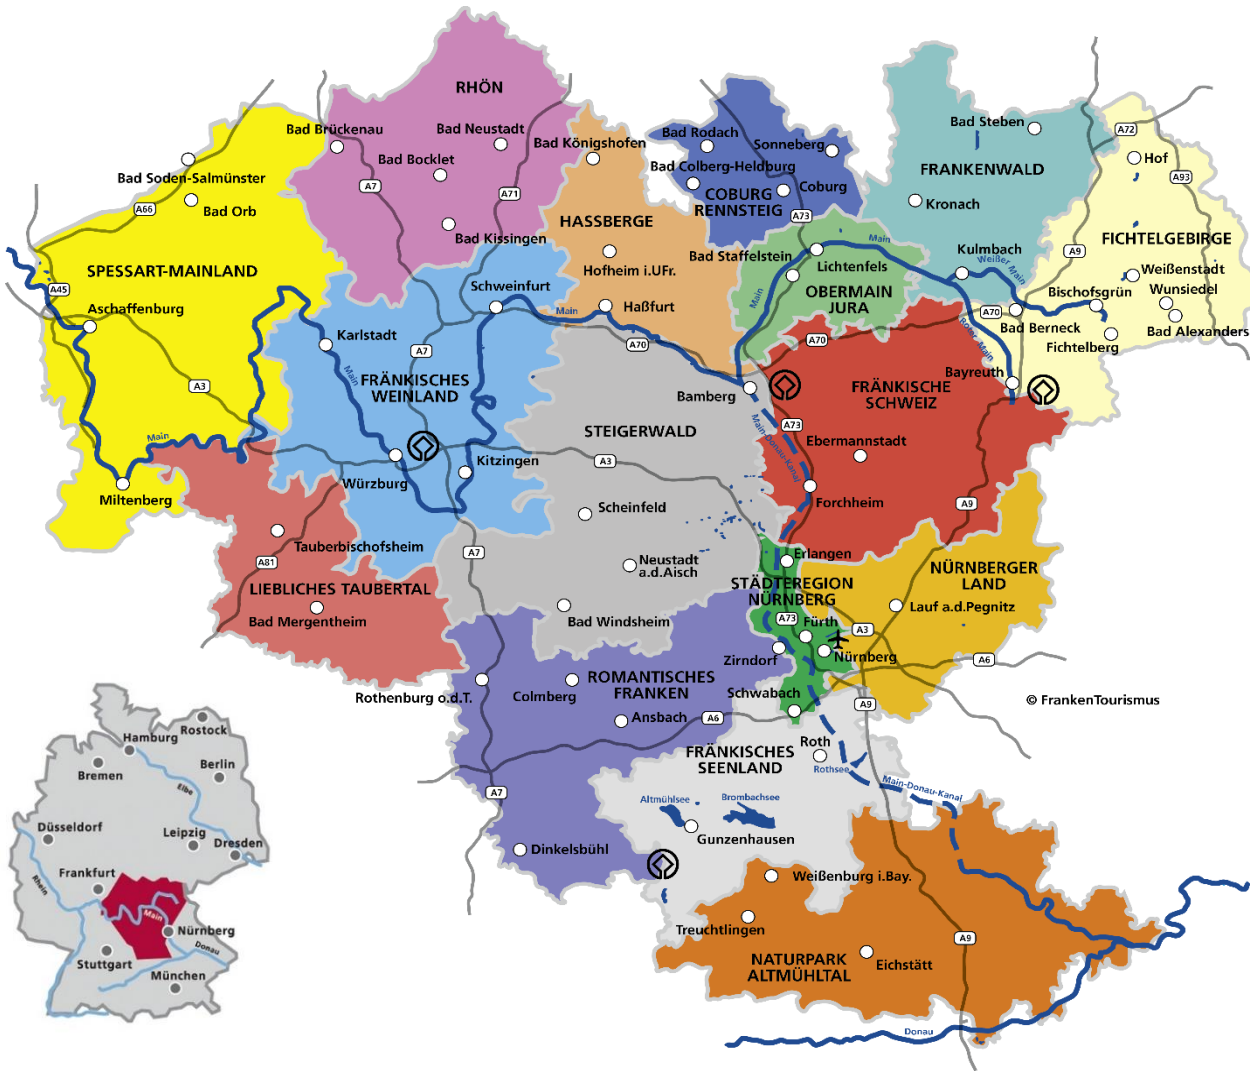 RHÖN
Bad Brückenau
Bad Neustadt
Bad Bocklet
Bad Kissingen
A7
A71
Bad Königshofen
HASSBERGE
Hofheim i.UFr.
Haßfurt
Bad Rodach
Sonneberg
Bad Colberg-Heldburg
Coburg
COBURG
RENNSTEIG
A73
Bad Steben
FRANKENWALD
Kronach
Kulmbach
Weißer Main
A72
Hof
A93
A9
FICHTELGEBIRGE
Weißenstadt
Wunsiedel
Bischofsgrün
Bad Berneck
Bad Alexanders
Fichtelberg
A70
Bad Soden-Salmünster
A66
Bad Orb
SPESSART-MAINLAND
A45
Aschaffenburg
A3
Main
Miltenberg
Schweinfurt
Karlstadt
A7
Main
FRÄNKISCHES
WEINLAND
Würzburg
Kitzingen
Main
A70
Bad Staffelstein
Main
Main
Lichtenfels
OBERMAIN
JURA
A70
Roter Main
Bayreuth
Bamberg
FRÄNKISCHE
SCHWEIZ
A73
Main-Donau-Kanal
Ebermannstadt
Forchheim
A9
STEIGERWALD
A3
Scheinfeld
Neustadt
a.d.Aisch
Bad Windsheim
A7
Tauberbischofsheim
A81
LIEBLICHES TAUBERTAL
Bad Mergentheim
Erlangen
STÄDTEREGION
NÜRNBERG
A73
Fürth
A3
Nürnberg
Zirndorf
Schwabach
NÜRNBERGER
LAND
Lauf a.d.Pegnitz
A6
A9
Rothenburg o.d.T.
Colmberg
ROMANTISCHES
FRANKEN
Ansbach
A6
A7
Dinkelsbühl
© FrankenTourismus
FRÄNKISCHES
SEENLAND
Roth
Rothsee
Main-Donau-Kanal
Altmühlsee
Brombachsee
Gunzenhausen
Weißenburg i.Bay.
Treuchtlingen
NATURPARK
ALTMÜHLTAL
Eichstätt
A9
Donau
Rostock
Hamburg
Bremen
Berlin
Elbe
Düsseldorf
Leipzig
Dresden
Frankfurt
Rhein
Main
Nürnberg
Donau
Stuttgart
München